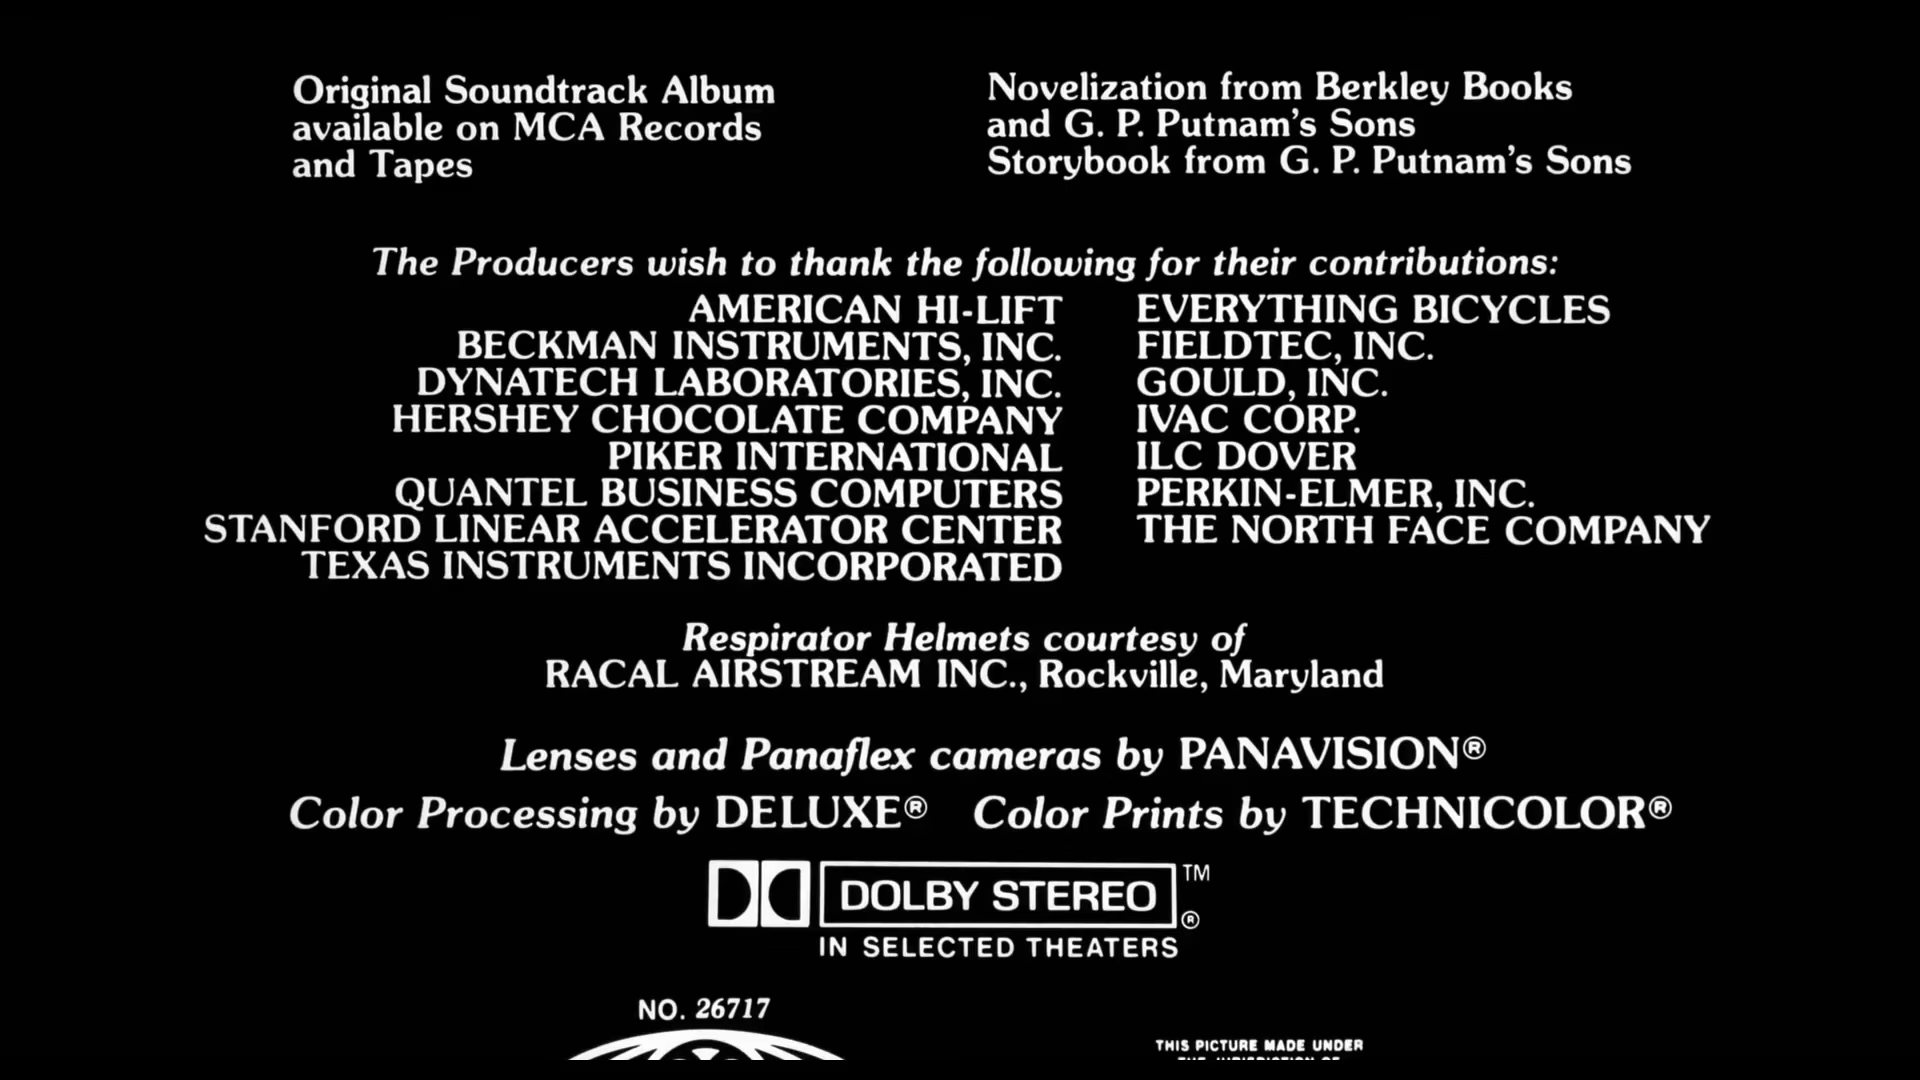 Original Soundtrack Album
available on MCA Records
and Tapes
Novelization from Berkley Books
and G. P. Putnam's Sons
Storybook from G. P. Putnam's Sons
The Producers wish to thank the following for their contributions:
AMERICAN HI-LIFT
BECKMAN INSTRUMENTS, INC.
DYNATECH LABORATORIES, INC.
HERSHEY CHOCOLATE COMPANY
PIKER INTERNATIONAL
QUANTEL BUSINESS COMPUTERS
STANFORD LINEAR ACCELERATOR CENTER
TEXAS INSTRUMENTS INCORPORATED
EVERYTHING BICYCLES
FIELDTEC, INC.
GOULD, INC.
IVAC CORP.
ILC DOVER
PERKIN-ELMER, INC.
THE NORTH FACE COMPANY
Respirator Helmets courtesy of
RACAL AIRSTREAM INC., Rockville, Maryland
Lenses and Panaflex cameras by PANAVISION®
Color Processing by DELUXE® Color Prints by TECHNICOLOR®
DOLBY STEREO ™ ®
IN SELECTED THEATERS
NO. 26717
THIS PICTURE MADE UNDER